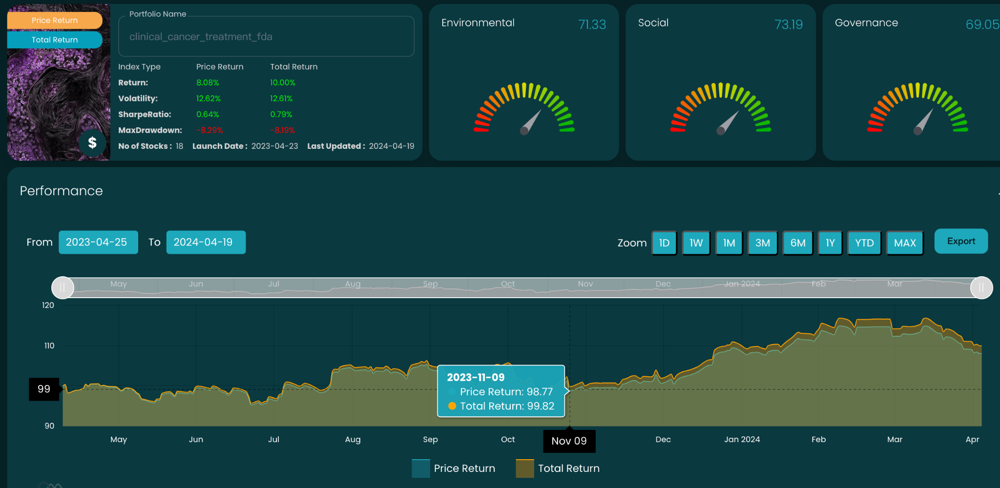 Price Return
Total Return
Portfolio Name
clinical_cancer_treatment_fda
Index Type Price Return Total Return
Return: 8.08% 10.00%
Volatility: 12.62% 12.61%
SharpeRatio: 0.64% 0.79%
MaxDrawdown: -8.29% -8.19%
No of Stocks : 18 Launch Date : 2023-04-23 Last Updated : 2024-04-19
$
Environmental 71.33
Social 73.19
Governance 69.05
Performance
From 2023-04-25 To 2024-04-19
Zoom 1D 1W 1M 3M 6M 1Y YTD MAX Export
May Jun Jul Aug Sep Oct Nov Dec Jan 2024 Feb Mar
120
110
99
90
2023-11-09
Price Return: 98.77
Total Return: 99.82
May Jun Jul Aug Sep Oct Nov 09 Dec Jan 2024 Feb Mar Apr
Price Return Total Return